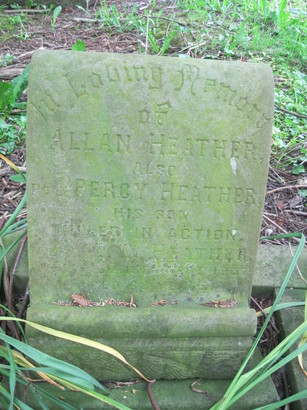 In Loving Memory
of
ALLAN HEATHER
ALSO
PTE PERCY HEATHER
HIS SON
KILLED IN ACTION.